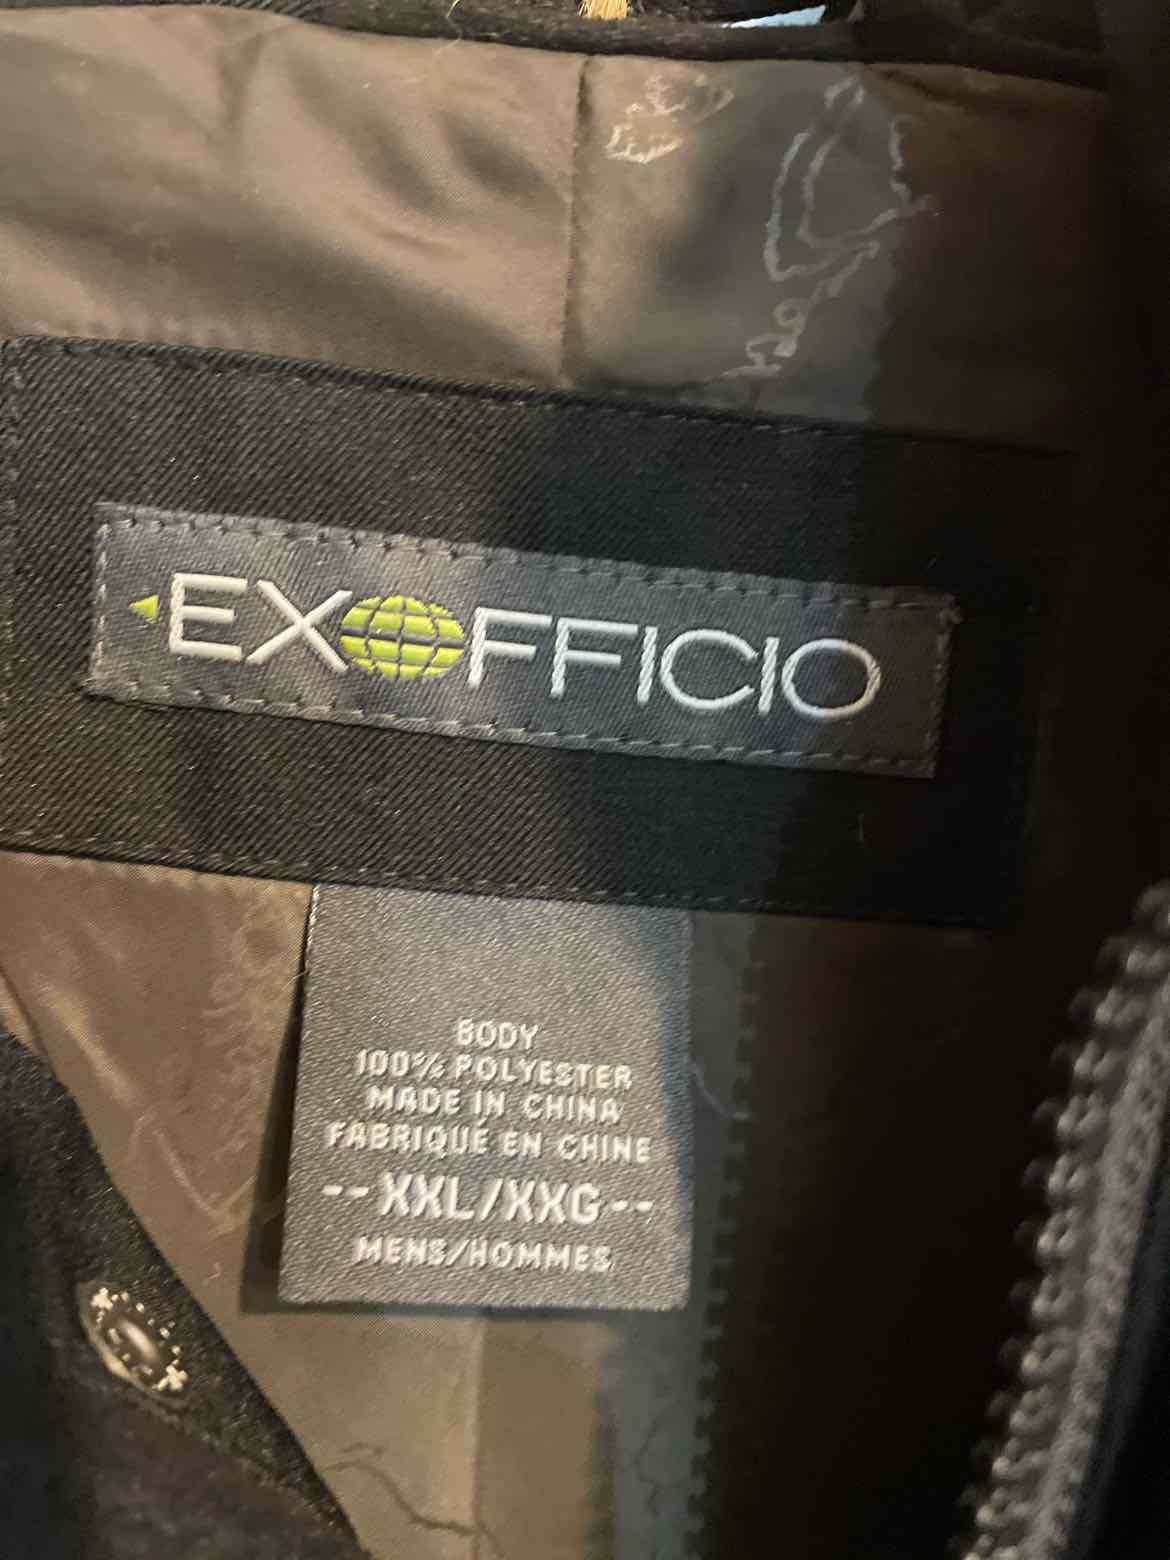 EXOFFICIO
BODY
100% POLYESTER
MADE IN CHINA
FABRIQUÉ EN CHINE
--XXL/XXG--
MENS/HOMMES